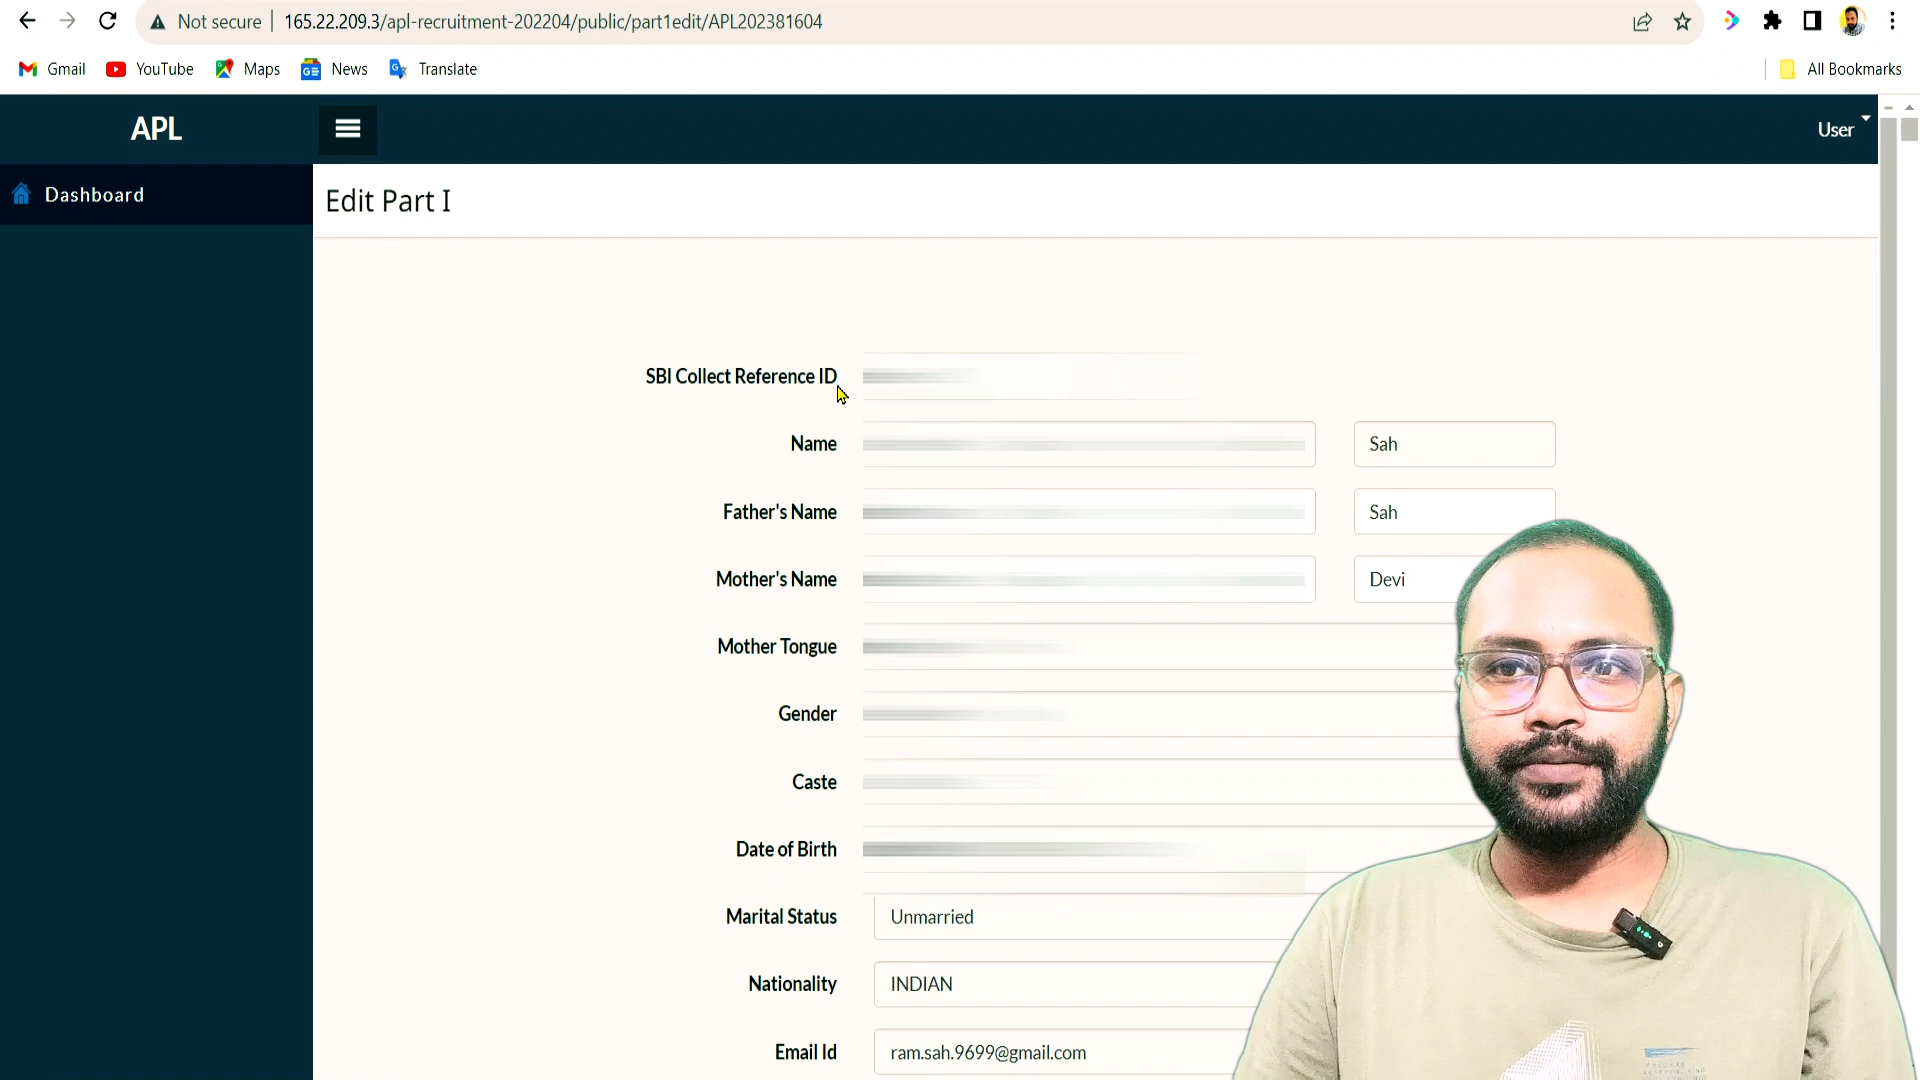 Not secure | 165.22.209.3/apl-recruitment-202204/public/part1edit/APL202381604
Gmail YouTube Maps News Translate All Bookmarks
APL User
Dashboard
Edit Part I
SBI Collect Reference ID
Name Sah
Father's Name Sah
Mother's Name Devi
Mother Tongue
Gender
Caste
Date of Birth
Marital Status Unmarried
Nationality INDIAN
Email Id ram.sah.9699@gmail.com